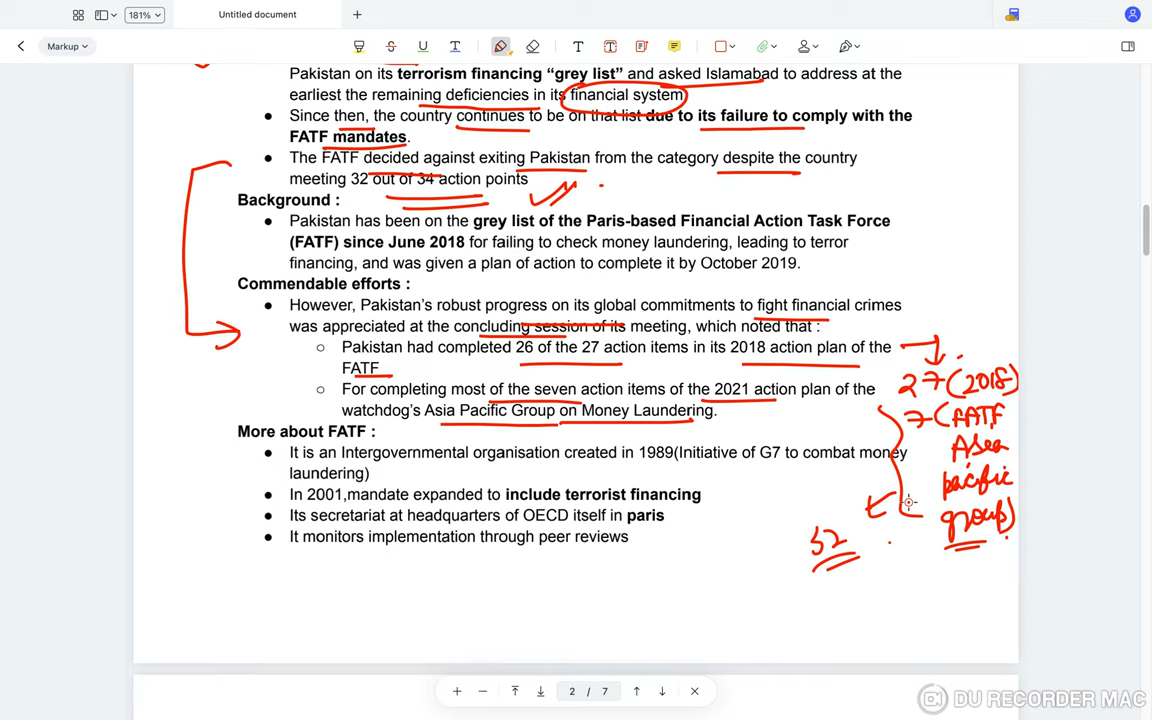 181%
Untitled document
Markup
Pakistan on its terrorism financing “grey list” and asked Islamabad to address at the
earliest the remaining deficiencies in its financial system
Since then, the country continues to be on that list due to its failure to comply with the
FATF mandates.
The FATF decided against exiting Pakistan from the category despite the country
meeting 32 out of 34 action points
Background :
Pakistan has been on the grey list of the Paris-based Financial Action Task Force
(FATF) since June 2018 for failing to check money laundering, leading to terror
financing, and was given a plan of action to complete it by October 2019.
Commendable efforts :
However, Pakistan’s robust progress on its global commitments to fight financial crimes
was appreciated at the concluding session of its meeting, which noted that :
Pakistan had completed 26 of the 27 action items in its 2018 action plan of the
FATF
27 (2018)
For completing most of the seven action items of the 2021 action plan of the
watchdog’s Asia Pacific Group on Money Laundering.
7 (FATF
Asea
pacific
group)
32
More about FATF :
It is an Intergovernmental organisation created in 1989(Initiative of G7 to combat money
laundering)
In 2001,mandate expanded to include terrorist financing
Its secretariat at headquarters of OECD itself in paris
It monitors implementation through peer reviews
2 / 7
DU RECORDER MAC